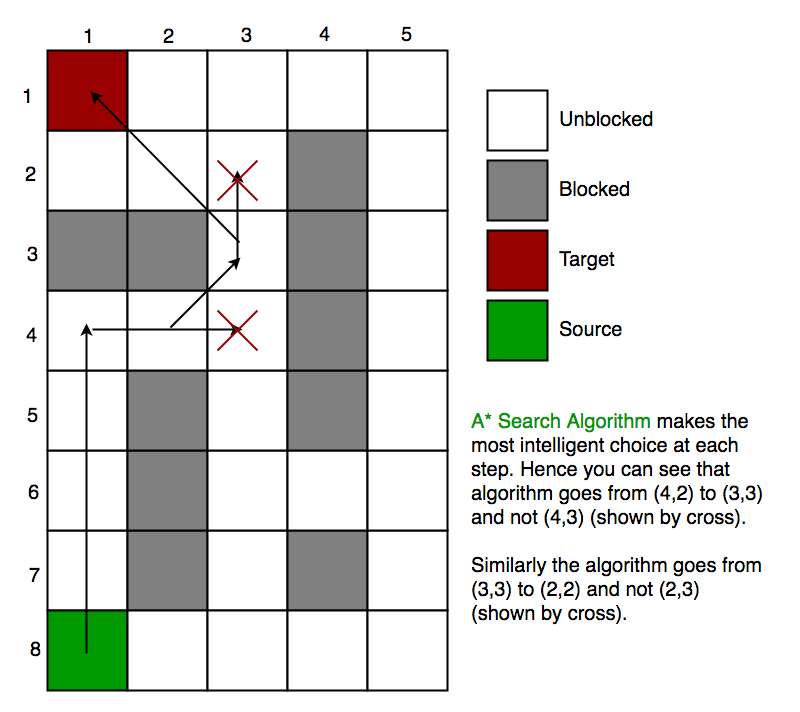 1 2 3 4 5
1
2
3
4
5
6
7
8
Unblocked
Blocked
Target
Source
A* Search Algorithm makes the
most intelligent choice at each
step. Hence you can see that
algorithm goes from (4,2) to (3,3)
and not (4,3) (shown by cross).
Similarly the algorithm goes from
(3,3) to (2,2) and not (2,3)
(shown by cross).